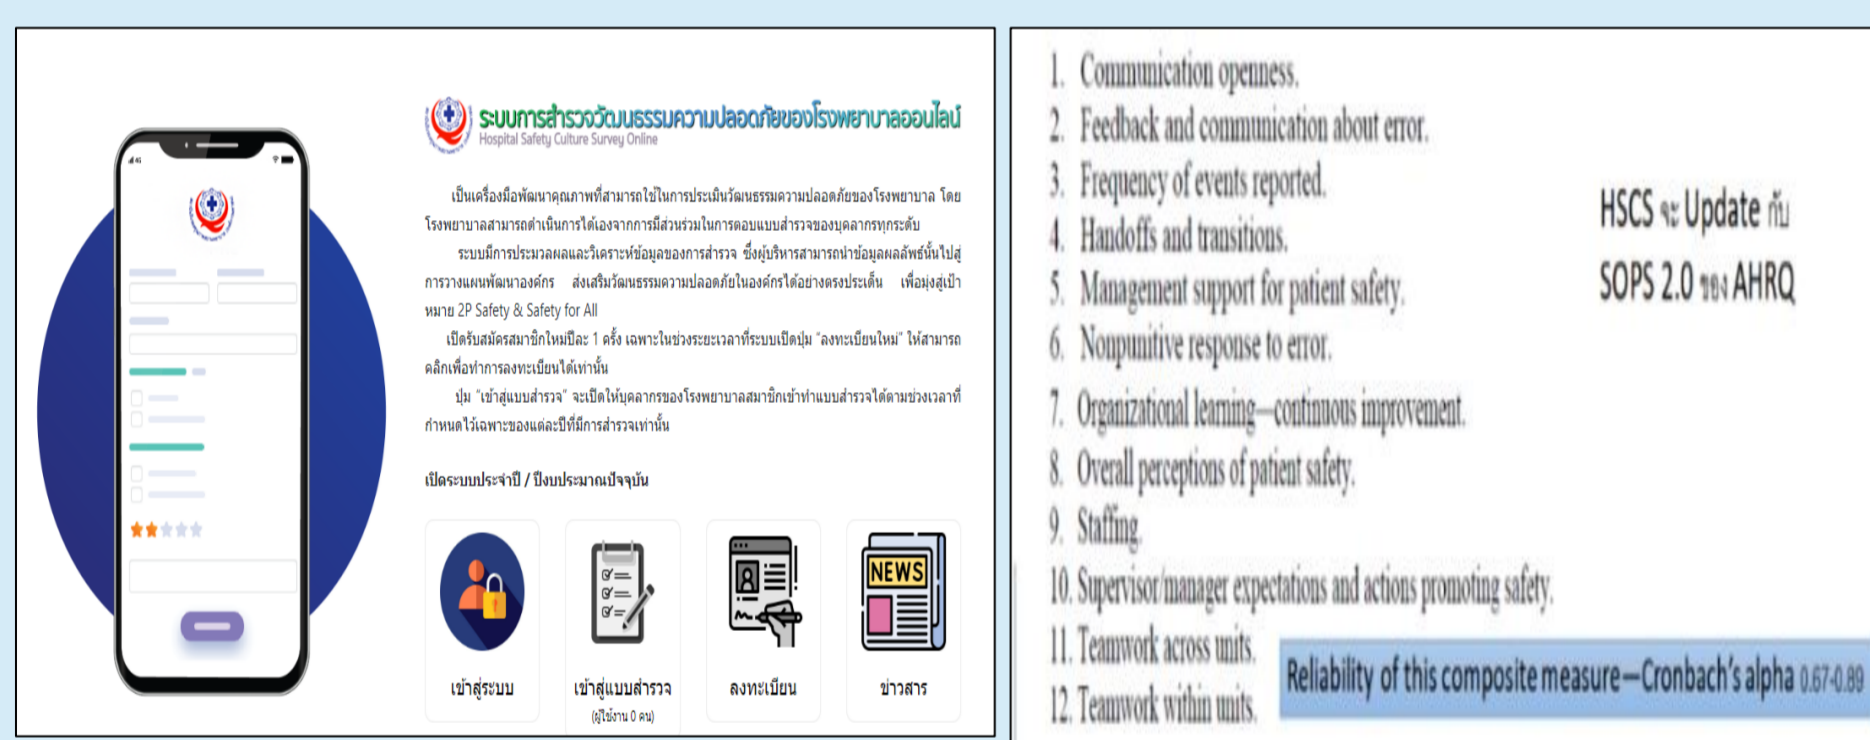 4G
ระบบการสำรวจวัฒนธรรมความปลอดภัยของโรงพยาบาลออนไลน์
Hospital Safety Culture Survey Online
เป็นเครื่องมือพัฒนาคุณภาพที่สามารถใช้ในการประเมินวัฒนธรรมความปลอดภัยของโรงพยาบาล โดย
โรงพยาบาลสามารถดำเนินการได้เองจากการมีส่วนร่วมในการตอบแบบสำรวจของบุคลากรทุกระดับ
ระบบมีการประมวลผลและวิเคราะห์ข้อมูลของการสำรวจ ซึ่งผู้บริหารสามารถนำข้อมูลผลลัพธ์นั้นไปสู่
การวางแผนพัฒนาองค์กร ส่งเสริมวัฒนธรรมความปลอดภัยในองค์กรได้อย่างตรงประเด็น เพื่อมุ่งสู่เป้า
หมาย 2P Safety & Safety for All
เปิดรับสมัครสมาชิกใหม่ปีละ 1 ครั้ง เฉพาะในช่วงระยะเวลาที่ระบบเปิดปุ่ม "ลงทะเบียนใหม่" ให้สามารถ
คลิกเพื่อทำการลงทะเบียนได้เท่านั้น
ปุ่ม "เข้าสู่แบบสำรวจ" จะเปิดให้บุคลากรของโรงพยาบาลสมาชิกเข้าทำแบบสำรวจได้ตามช่วงเวลาที่
กำหนดไว้เฉพาะของแต่ละปีที่มีการสำรวจเท่านั้น
เปิดระบบประจำปี / ปีงบประมาณปัจจุบัน
NEWS
เข้าสู่ระบบ
เข้าสู่แบบสำรวจ
(ผู้ใช้งาน 0 คน)
ลงทะเบียน
ข่าวสาร
1. Communication openness.
2. Feedback and communication about error.
3. Frequency of events reported.
4. Handoffs and transitions.
5. Management support for patient safety.
6. Nonpunitive response to error.
7. Organizational learning—continuous improvement.
8. Overall perceptions of patient safety.
9. Staffing.
10. Supervisor/manager expectations and actions promoting safety.
11. Teamwork across units.
12. Teamwork within units.
HSCS จะ Update กับ
SOPS 2.0 ของ AHRQ
Reliability of this composite measure—Cronbach's alpha 0.67-0.89